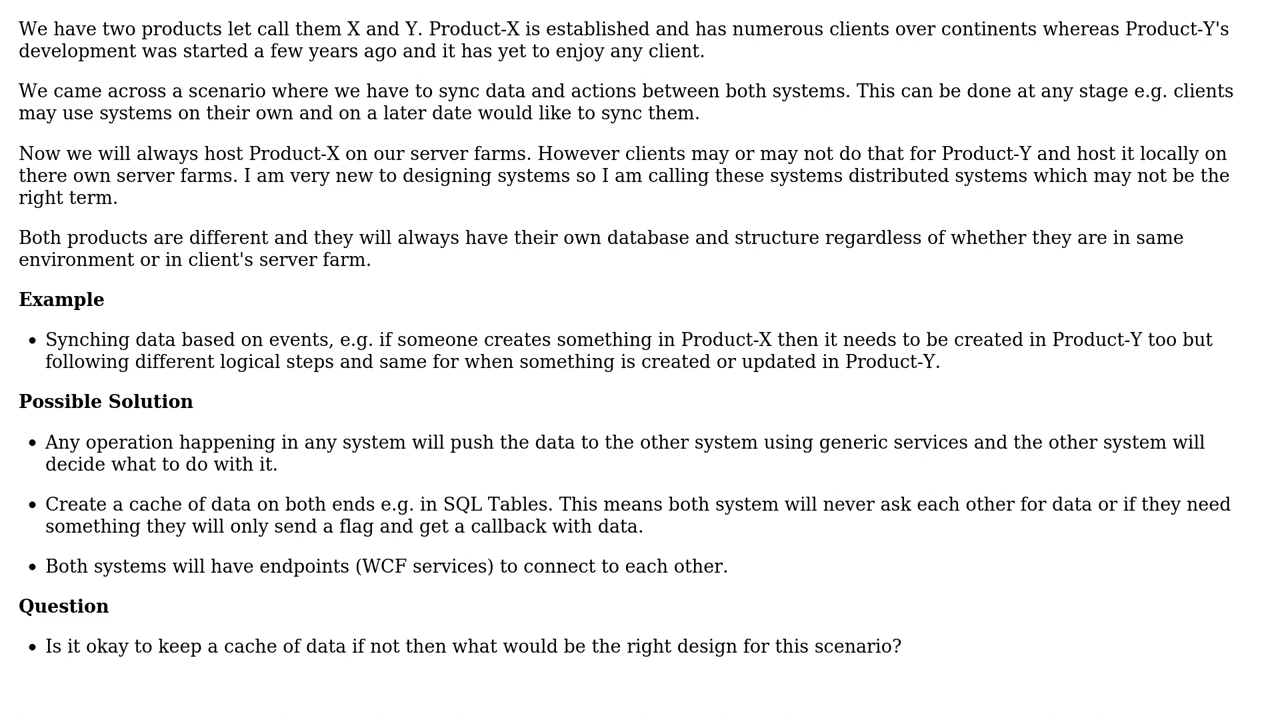 We have two products let call them X and Y. Product-X is established and has numerous clients over continents whereas Product-Y's
development was started a few years ago and it has yet to enjoy any client.
We came across a scenario where we have to sync data and actions between both systems. This can be done at any stage e.g. clients
may use systems on their own and on a later date would like to sync them.
Now we will always host Product-X on our server farms. However clients may or may not do that for Product-Y and host it locally on
there own server farms. I am very new to designing systems so I am calling these systems distributed systems which may not be the
right term.
Both products are different and they will always have their own database and structure regardless of whether they are in same
environment or in client's server farm.
Example
• Synching data based on events, e.g. if someone creates something in Product-X then it needs to be created in Product-Y too but
following different logical steps and same for when something is created or updated in Product-Y.
Possible Solution
• Any operation happening in any system will push the data to the other system using generic services and the other system will
decide what to do with it.
• Create a cache of data on both ends e.g. in SQL Tables. This means both system will never ask each other for data or if they need
something they will only send a flag and get a callback with data.
• Both systems will have endpoints (WCF services) to connect to each other.
Question
• Is it okay to keep a cache of data if not then what would be the right design for this scenario?